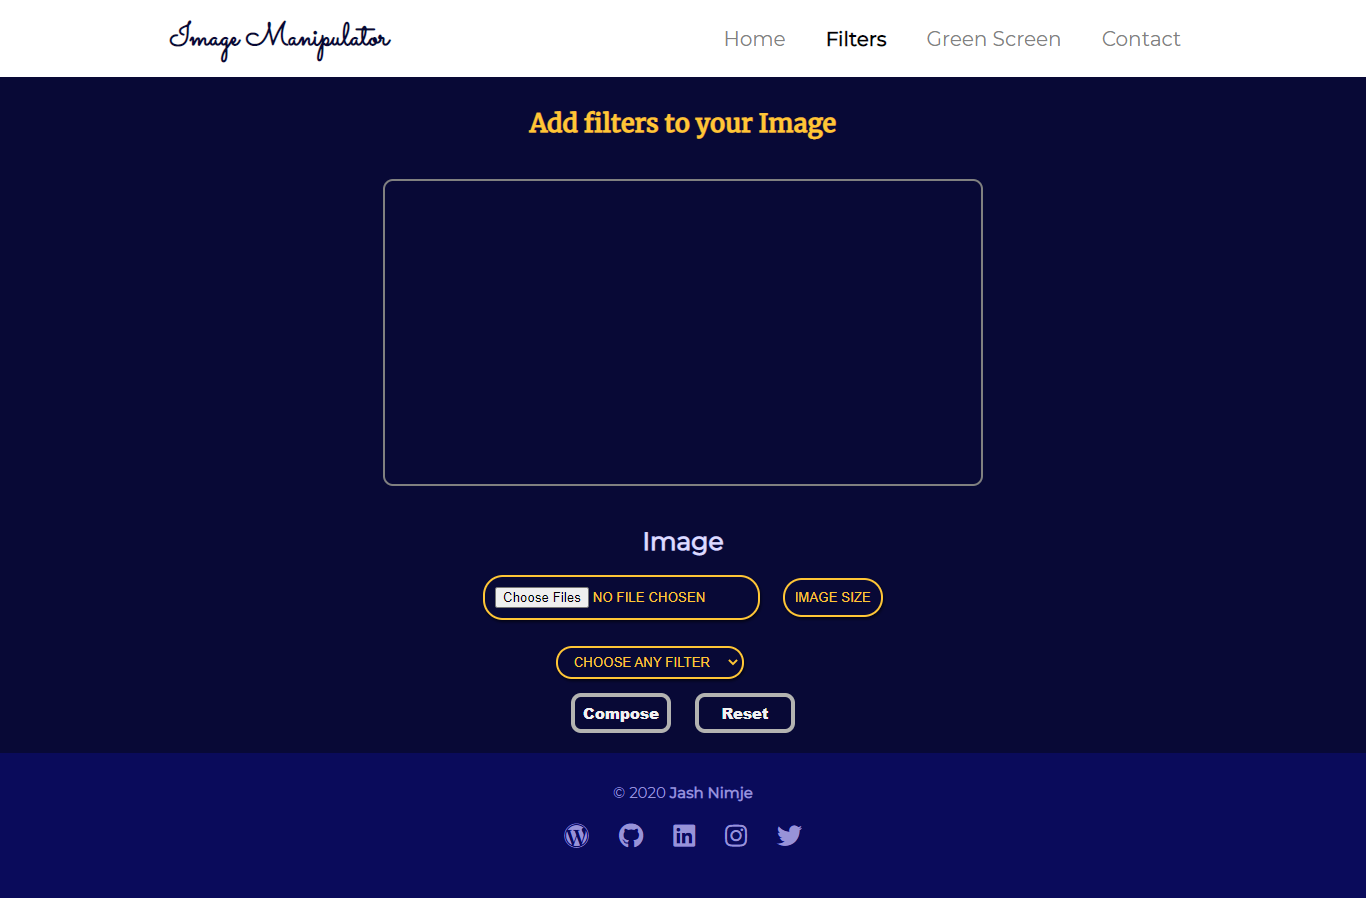 Image Manipulator
Home Filters Green Screen Contact
Add filters to your Image
Image
Choose Files NO FILE CHOSEN IMAGE SIZE
CHOOSE ANY FILTER
Compose Reset
© 2020 Jash Nimje